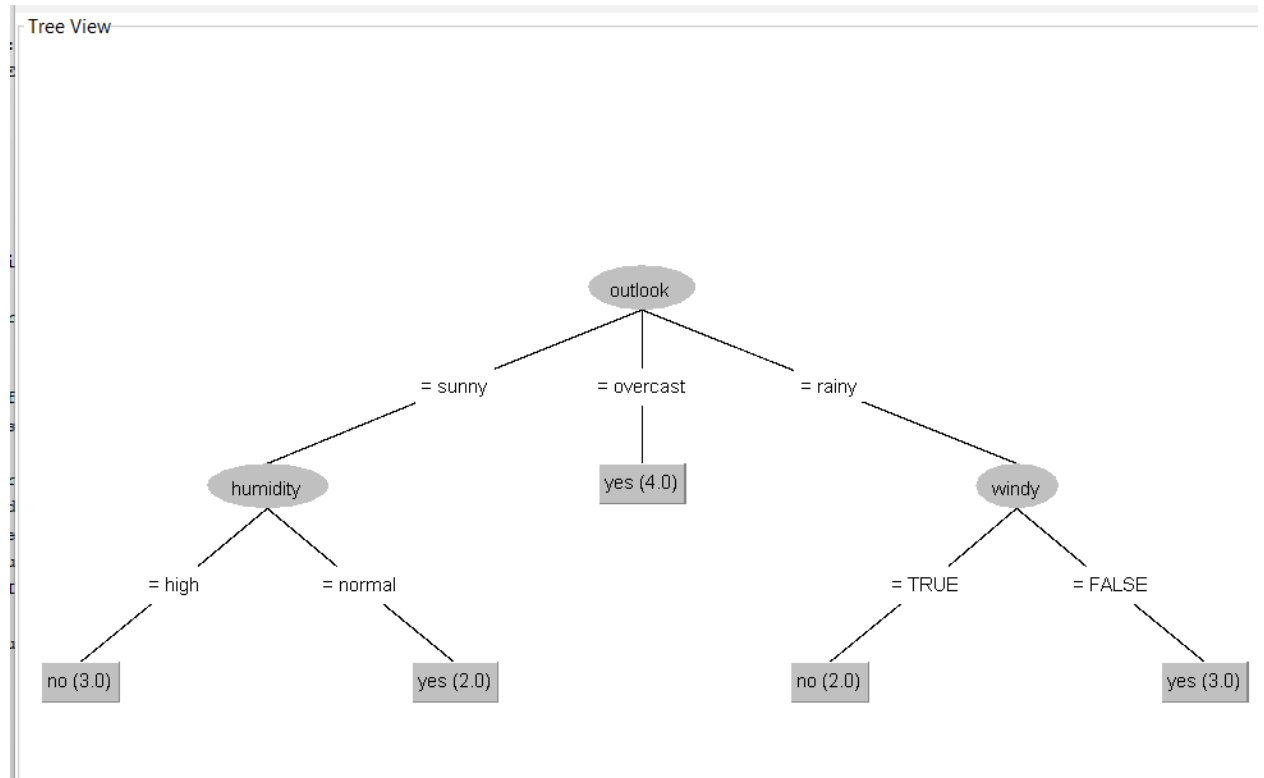 Tree View
outlook
= sunny
= overcast
= rainy
humidity
yes (4.0)
windy
= high
= normal
= TRUE
= FALSE
no (3.0)
yes (2.0)
no (2.0)
yes (3.0)